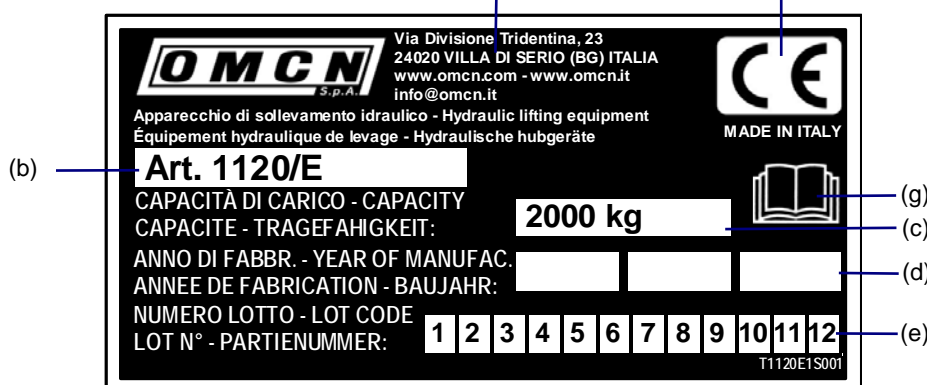 OMCN
S.p.A.
Via Divisione Tridentina, 23
24020 VILLA DI SERIO (BG) ITALIA
www.omcn.com - www.omcn.it
info@omcn.it
CE
MADE IN ITALY
Apparecchio di sollevamento idraulico - Hydraulic lifting equipment
Équipement hydraulique de levage - Hydraulische hubgeräte
(b)
Art. 1120/E
(g)
CAPACITÀ DI CARICO - CAPACITY
CAPACITE - TRAGEFAHIGKEIT:
2000 kg
(c)
ANNO DI FABBR. - YEAR OF MANUFAC.
ANNEE DE FABRICATION - BAUJAHR:
(d)
NUMERO LOTTO - LOT CODE
LOT N° - PARTIENUMMER:
1 2 3 4 5 6 7 8 9 10 11 12
(e)
T1120E1S001